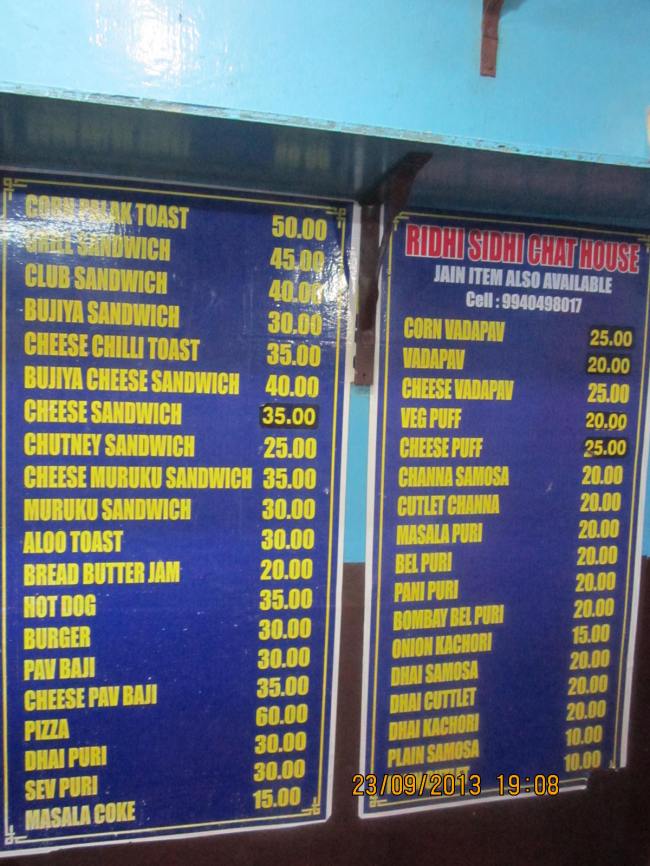 CORN PALAK TOAST 50.00
GRILL SANDWICH 45.00
CLUB SANDWICH 40.00
BUJIYA SANDWICH 30.00
CHEESE CHILLI TOAST 35.00
BUJIYA CHEESE SANDWICH 40.00
CHEESE SANDWICH 35.00
CHUTNEY SANDWICH 25.00
CHEESE MURUKU SANDWICH 35.00
MURUKU SANDWICH 30.00
ALOO TOAST 30.00
BREAD BUTTER JAM 20.00
HOT DOG 35.00
BURGER 30.00
PAV BAJI 30.00
CHEESE PAV BAJI 35.00
PIZZA 60.00
DHAI PURI 30.00
SEV PURI 30.00
MASALA COKE 15.00
RIDHI SIDHI CHAT HOUSE
JAIN ITEM ALSO AVAILABLE
Cell : 9940498017
CORN VADAPAV 25.00
VADAPAV 20.00
CHEESE VADAPAV 25.00
VEG PUFF 20.00
CHEESE PUFF 25.00
CHANNA SAMOSA 20.00
CUTLET CHANNA 20.00
MASALA PURI 20.00
BEL PURI 20.00
PANI PURI 20.00
BOMBAY BEL PURI 20.00
ONION KACHORI 15.00
DHAI SAMOSA 20.00
DHAI CUTTLET 20.00
DHAI KACHORI 20.00
PLAIN SAMOSA 10.00
10.00
23/09/2013 19:08